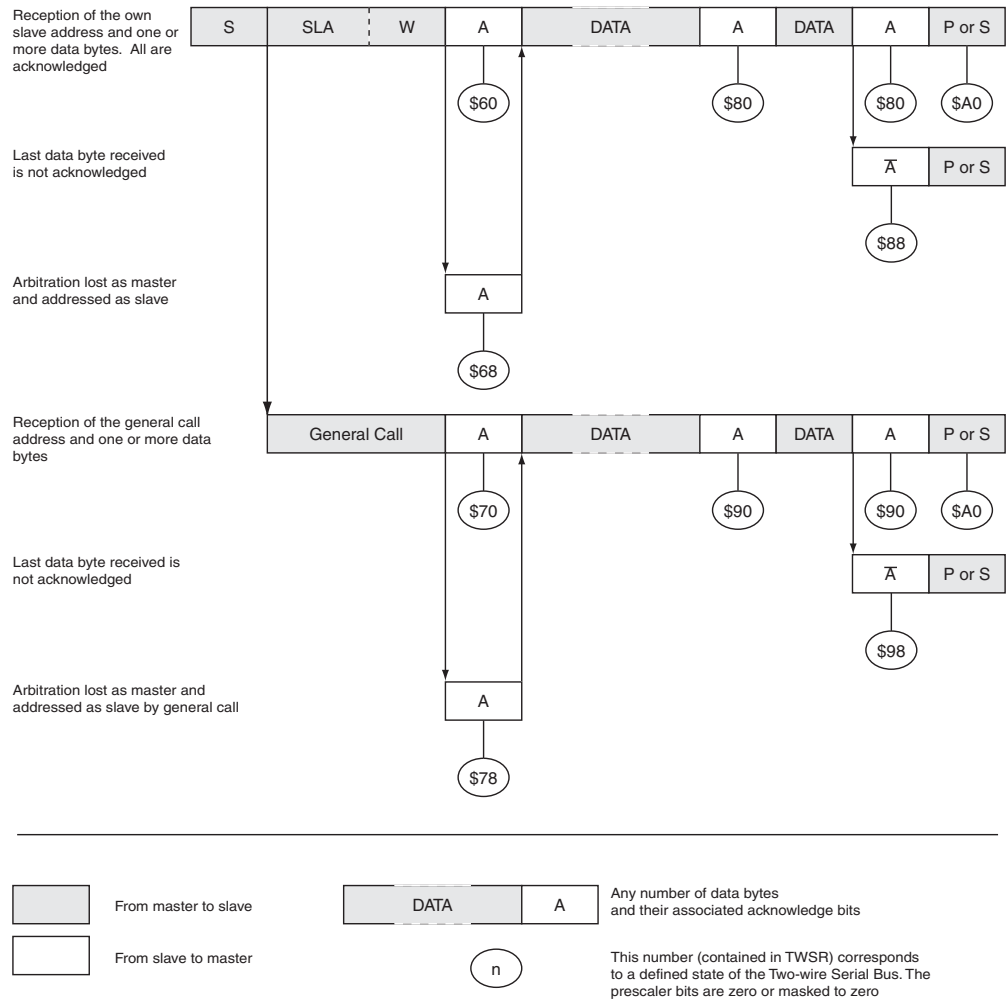 Reception of the own
slave address and one or
more data bytes.  All are
acknowledged
S SLA W A DATA A DATA A P or S
$60 $80 $80 $A0
Last data byte received
is not acknowledged
A̅ P or S
$88
Arbitration lost as master
and addressed as slave
A
$68
Reception of the general call
address and one or more data
bytes
General Call A DATA A DATA A P or S
$70 $90 $90 $A0
Last data byte received is
not acknowledged
A̅ P or S
$98
Arbitration lost as master and
addressed as slave by general call
A
$78
From master to slave
DATA A
Any number of data bytes
and their associated acknowledge bits
From slave to master
n
This number (contained in TWSR) corresponds
to a defined state of the Two-wire Serial Bus. The
prescaler bits are zero or masked to zero